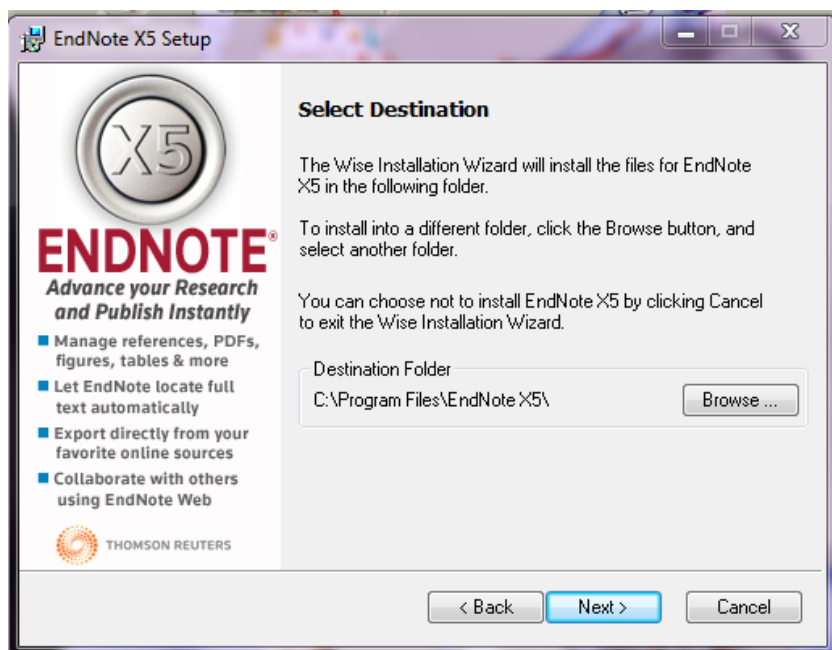 EndNote X5 Setup
X5
ENDNOTE®
Advance your Research
and Publish Instantly
Manage references, PDFs,
figures, tables & more
Let EndNote locate full
text automatically
Export directly from your
favorite online sources
Collaborate with others
using EndNote Web
THOMSON REUTERS
Select Destination
The Wise Installation Wizard will install the files for EndNote
X5 in the following folder.
To install into a different folder, click the Browse button, and
select another folder.
You can choose not to install EndNote X5 by clicking Cancel
to exit the Wise Installation Wizard.
Destination Folder
C:\Program Files\EndNote X5\
Browse ...
< Back
Next >
Cancel